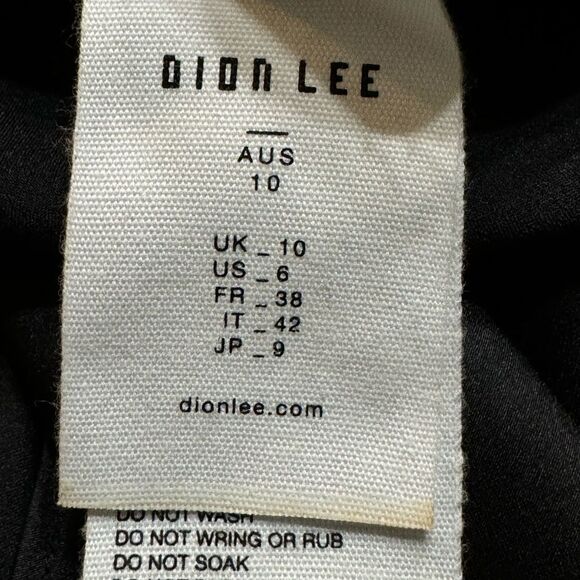 DION LEE
AUS
10
UK _ 10
US _ 6
FR _ 38
IT _ 42
JP _ 9
dionlee.com
DO NOT WASH
DO NOT WRING OR RUB
DO NOT SOAK